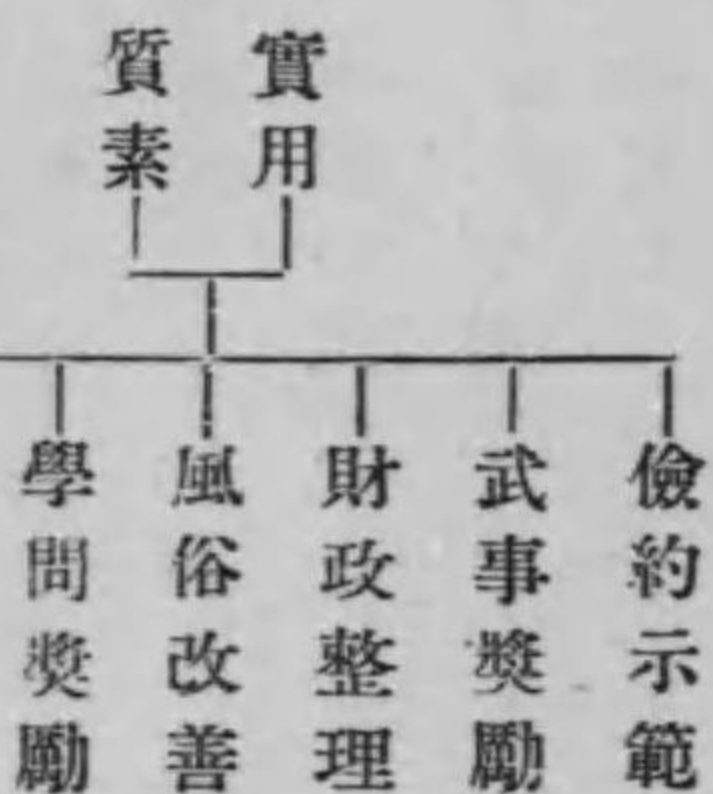 實用
質素
儉約示範
武事奬勵
財政整理
風俗改善
學問奬勵